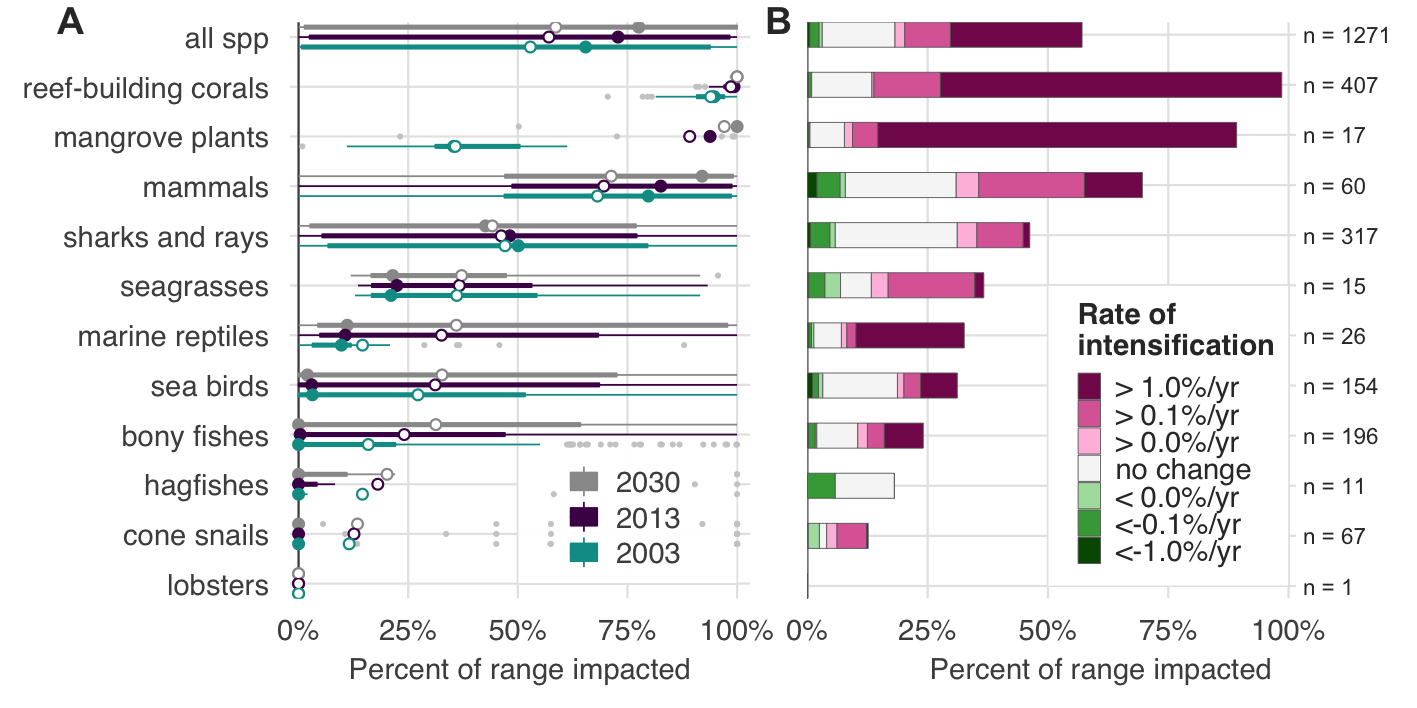 A
B
all spp
reef-building corals
mangrove plants
mammals
sharks and rays
seagrasses
marine reptiles
sea birds
bony fishes
hagfishes
cone snails
lobsters
2030
2013
2003
0% 25% 50% 75% 100%
Percent of range impacted
n = 1271
n = 407
n = 17
n = 60
n = 317
n = 15
n = 26
n = 154
n = 196
n = 11
n = 67
n = 1
Rate of
intensification
> 1.0%/yr
> 0.1%/yr
> 0.0%/yr
no change
< 0.0%/yr
<-0.1%/yr
<-1.0%/yr
0% 25% 50% 75% 100%
Percent of range impacted